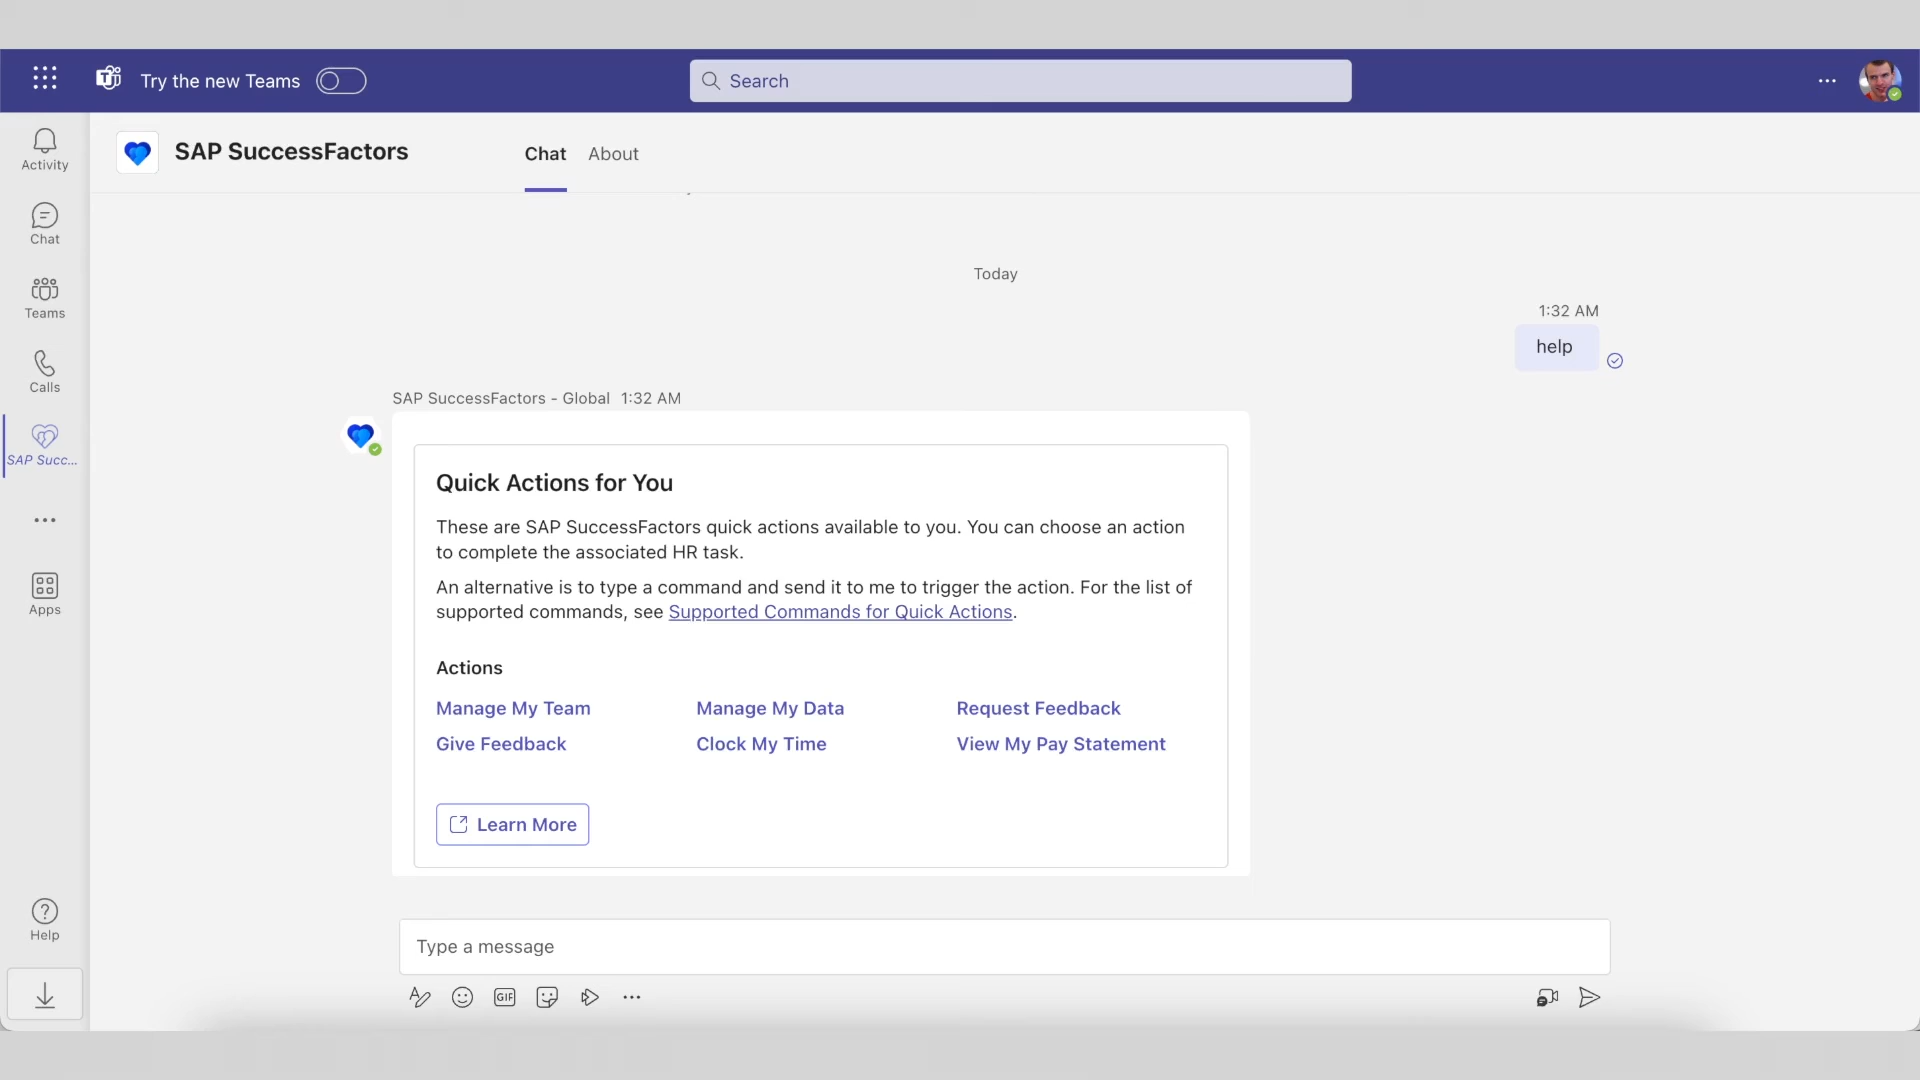 Try the new Teams
Search
Activity
Chat
Teams
Calls
SAP Succ...
Apps
Help
SAP SuccessFactors
Chat About
Today
1:32 AM
help
SAP SuccessFactors - Global 1:32 AM
Quick Actions for You
These are SAP SuccessFactors quick actions available to you. You can choose an action
to complete the associated HR task.
An alternative is to type a command and send it to me to trigger the action. For the list of
supported commands, see Supported Commands for Quick Actions.
Actions
Manage My Team Manage My Data Request Feedback
Give Feedback Clock My Time View My Pay Statement
Learn More
Type a message
GIF